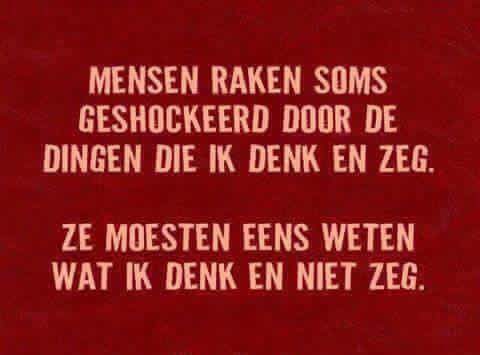 MENSEN RAKEN SOMS
GESHOCKEERD DOOR DE
DINGEN DIE IK DENK EN ZEG.
ZE MOESTEN EENS WETEN
WAT IK DENK EN NIET ZEG.